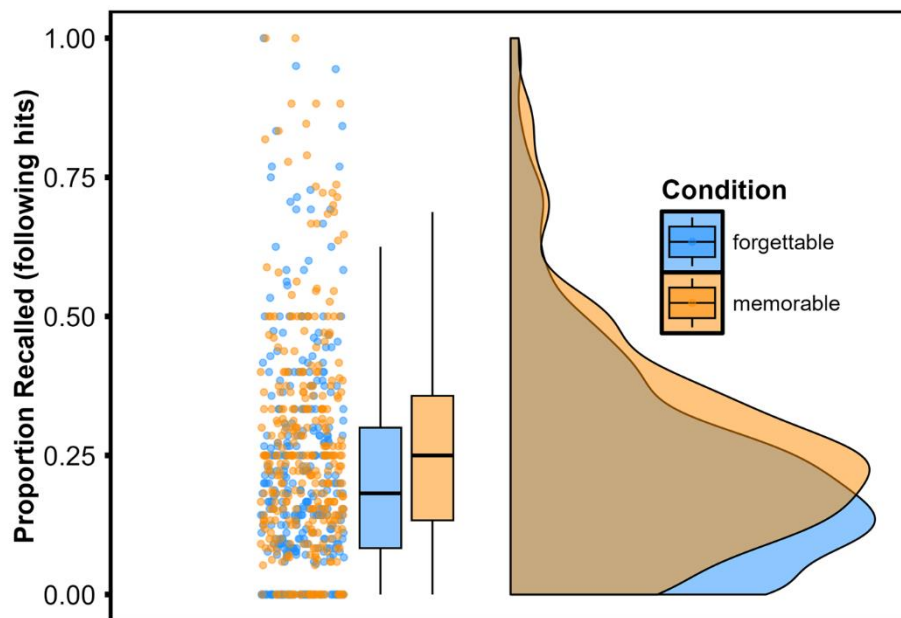 Proportion Recalled (following hits)
1.00
0.75
0.50
0.25
0.00
Condition
forgettable
memorable